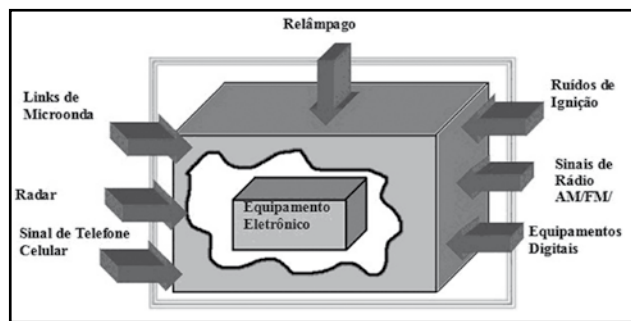 Relâmpago
Links de
Microonda
Ruídos de
Ignição
Radar
Sinais de
Rádio
AM/FM/
Equipamento
Eletrônico
Sinal de Telefone
Celular
Equipamentos
Digitais